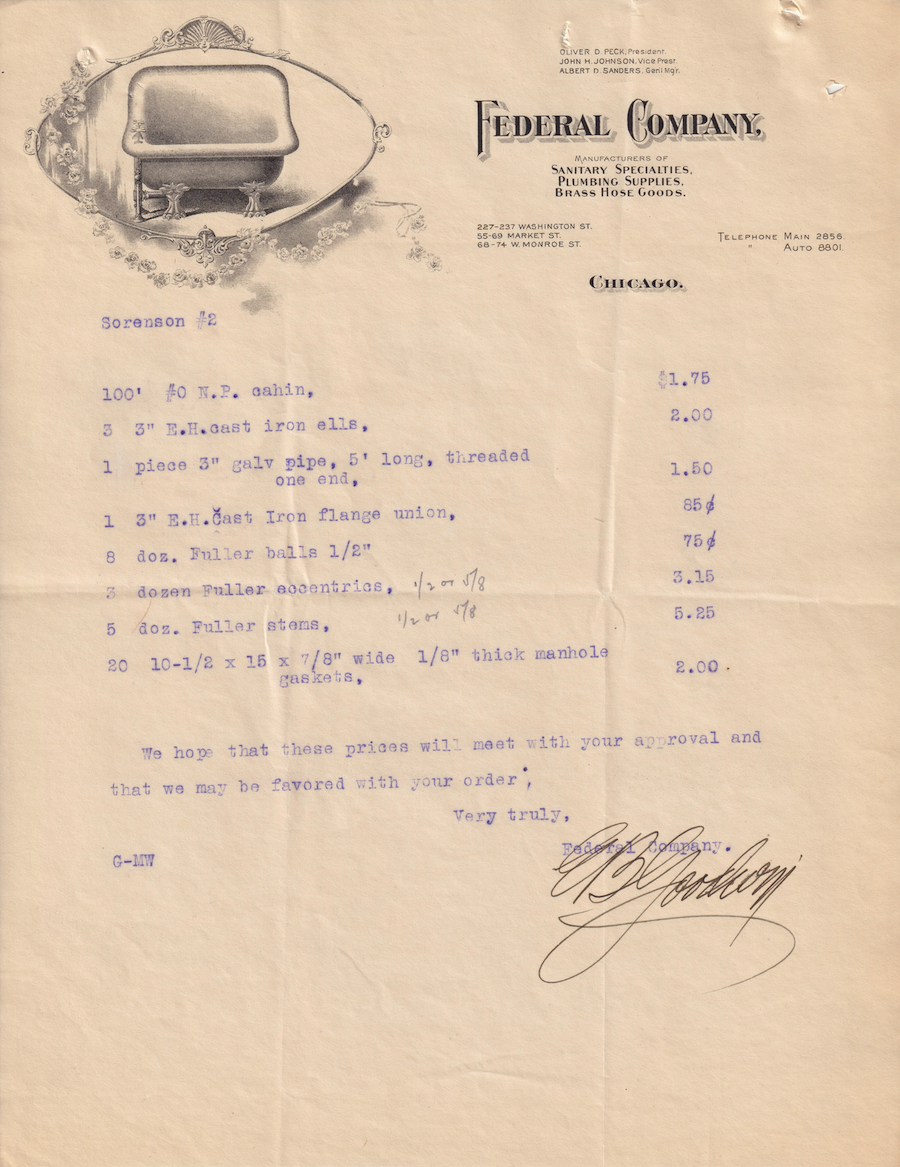 OLIVER D. PECK, President.
JOHN H. JOHNSON, Vice Prest.
ALBERT D. SANDERS, Gen'l Mg'r.
FEDERAL COMPANY,
MANUFACTURERS OF
SANITARY SPECIALTIES,
PLUMBING SUPPLIES,
BRASS HOSE GOODS.
227-237 WASHINGTON ST.
55-69 MARKET ST.
68-74 W. MONROE ST.
TELEPHONE MAIN 2856.
" AUTO 8801.
CHICAGO.
Sorenson #2
100' #0 N.P. cahin, $1.75
3 3" E.H.cast iron ells, 2.00
1 piece 3" galv pipe, 5' long, threaded
one end, 1.50
1 3" E.H.Cast Iron flange union, 85¢
8 doz. Fuller balls 1/2" 75¢
3 dozen Fuller eccentrics, 1/2 or 5/8 3.15
5 doz. Fuller stems, 1/2 or 5/8 5.25
20 10-1/2 x 15 x 7/8" wide 1/8" thick manhole
gaskets, 2.00.
We hope that these prices will meet with your approval and
that we may be favored with your order,
Very truly,
Federal Company.
G-MW
Goodwin